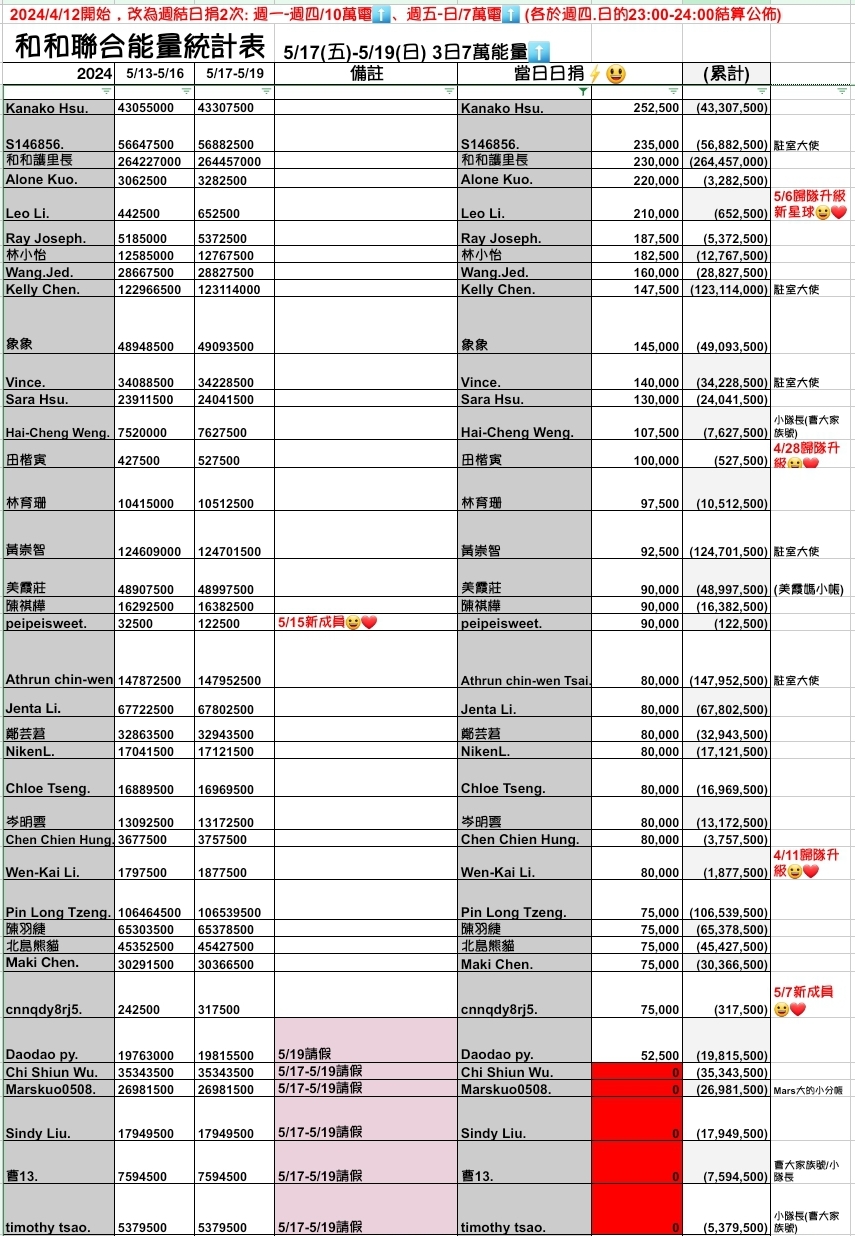 2024/4/12開始，改為週結日捐2次: 週一-週四/10萬電⬆️、週五-日/7萬電⬆️ (各於週四.日的23:00-24:00結算公佈)
和和聯合能量統計表 5/17(五)-5/19(日) 3日7萬能量⬆️
2024 5/13-5/16 5/17-5/19 備註 當日日捐⚡😃 (累計)
Kanako Hsu. 43055000 43307500 Kanako Hsu. 252,500 (43,307,500)
S146856. 56647500 56882500 S146856. 235,000 (56,882,500) 駐室大使
和和護里長 264227000 264457000 和和護里長 230,000 (264,457,000)
Alone Kuo. 3062500 3282500 Alone Kuo. 220,000 (3,282,500)
Leo Li. 442500 652500 Leo Li. 210,000 (652,500) 5/6歸隊升級
新星球😀❤️
Ray Joseph. 5185000 5372500 Ray Joseph. 187,500 (5,372,500)
林小怡 12585000 12767500 林小怡 182,500 (12,767,500)
Wang.Jed. 28667500 28827500 Wang.Jed. 160,000 (28,827,500)
Kelly Chen. 122966500 123114000 Kelly Chen. 147,500 (123,114,000) 駐室大使
象象 48948500 49093500 象象 145,000 (49,093,500)
Vince. 34088500 34228500 Vince. 140,000 (34,228,500) 駐室大使
Sara Hsu. 23911500 24041500 Sara Hsu. 130,000 (24,041,500)
Hai-Cheng Weng. 7520000 7627500 Hai-Cheng Weng. 107,500 (7,627,500) 小隊長(曹大家
族號)
田楷寅 427500 527500 田楷寅 100,000 (527,500) 4/28歸隊升
級😀❤️
林育珊 10415000 10512500 林育珊 97,500 (10,512,500)
黃崇智 124609000 124701500 黃崇智 92,500 (124,701,500) 駐室大使
美霞莊 48907500 48997500 美霞莊 90,000 (48,997,500) (美霞媽小帳)
陳祺樺 16292500 16382500 陳祺樺 90,000 (16,382,500)
peipeisweet. 32500 122500 5/15新成員😀❤️ peipeisweet. 90,000 (122,500)
Athrun chin-wen 147872500 147952500 Athrun chin-wen Tsai. 80,000 (147,952,500) 駐室大使
Jenta Li. 67722500 67802500 Jenta Li. 80,000 (67,802,500)
鄭芸菪 32863500 32943500 鄭芸菪 80,000 (32,943,500)
NikenL. 17041500 17121500 NikenL. 80,000 (17,121,500)
Chloe Tseng. 16889500 16969500 Chloe Tseng. 80,000 (16,969,500)
岑明雲 13092500 13172500 岑明雲 80,000 (13,172,500)
Chen Chien Hung. 3677500 3757500 Chen Chien Hung. 80,000 (3,757,500)
Wen-Kai Li. 1797500 1877500 Wen-Kai Li. 80,000 (1,877,500) 4/11歸隊升
級😀❤️
Pin Long Tzeng. 106464500 106539500 Pin Long Tzeng. 75,000 (106,539,500)
陳羽緁 65303500 65378500 陳羽緁 75,000 (65,378,500)
北島熊貓 45352500 45427500 北島熊貓 75,000 (45,427,500)
Maki Chen. 30291500 30366500 Maki Chen. 75,000 (30,366,500)
cnnqdy8rj5. 242500 317500 cnnqdy8rj5. 75,000 (317,500) 5/7新成員
😀❤️
Daodao py. 19763000 19815500 5/19請假 Daodao py. 52,500 (19,815,500)
Chi Shiun Wu. 35343500 35343500 5/17-5/19請假 Chi Shiun Wu. 0 (35,343,500)
Marskuo0508. 26981500 26981500 5/17-5/19請假 Marskuo0508. 0 (26,981,500) Mars大的小分帳
Sindy Liu. 17949500 17949500 5/17-5/19請假 Sindy Liu. 0 (17,949,500)
曹13. 7594500 7594500 5/17-5/19請假 曹13. 0 (7,594,500) 曹大家族號/小
隊長
timothy tsao. 5379500 5379500 5/17-5/19請假 timothy tsao. 0 (5,379,500) 小隊長(曹大家
族號)